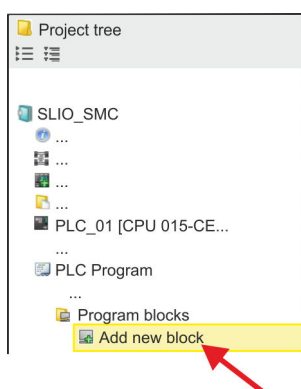 Project tree
SLIO_SMC
...
...
...
...
PLC_01 [CPU 015-CE...
...
PLC Program
...
Program blocks
Add new block